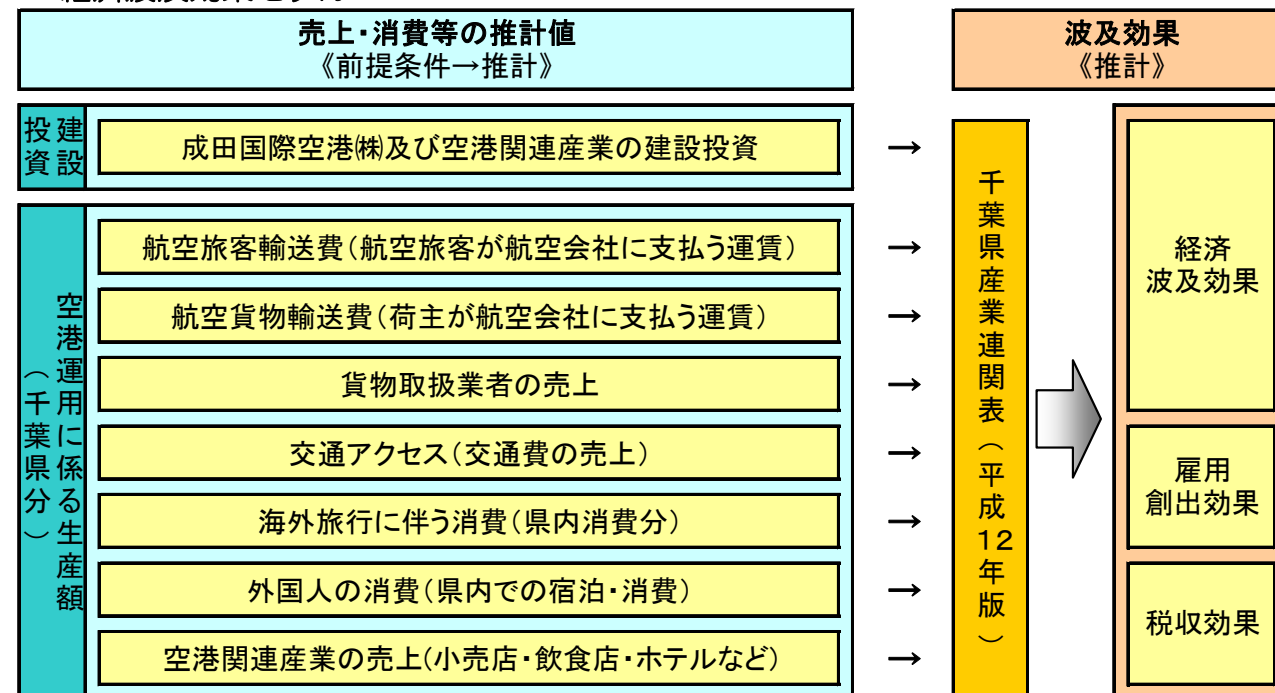 売上・消費等の推計値
《前提条件→推計》
波及効果
《推計》
建設
投資
成田国際空港㈱及び空港関連産業の建設投資
→
空港運用に係る生産額
（千葉県分）
航空旅客輸送費（航空旅客が航空会社に支払う運賃）
→
航空貨物輸送費（荷主が航空会社に支払う運賃）
→
貨物取扱業者の売上
→
交通アクセス（交通費の売上）
→
海外旅行に伴う消費（県内消費分）
→
外国人の消費（県内での宿泊・消費）
→
空港関連産業の売上(小売店・飲食店・ホテルなど）
→
千葉県産業連関表（平成12年版）
経済
波及効果
雇用
創出効果
税収効果